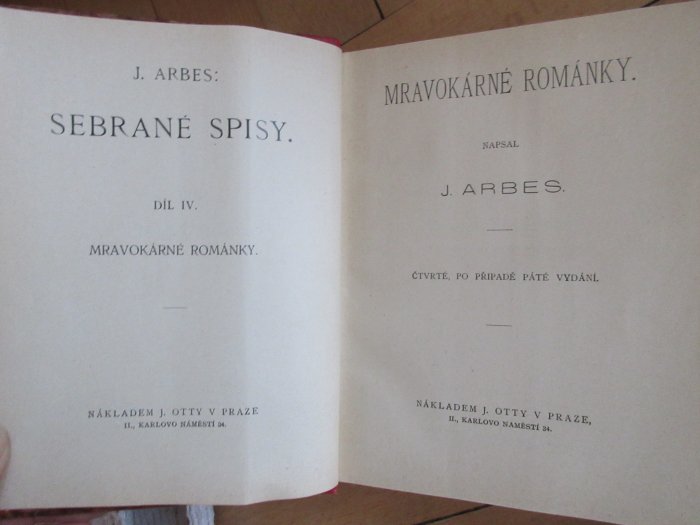 J. ARBES:
SEBRANÉ SPISY.
DÍL IV.
MRAVOKÁRNÉ ROMÁNKY.
NÁKLADEM J. OTTY V PRAZE
II., KARLOVO NÁMĚSTÍ 34.
MRAVOKÁRNÉ ROMÁNKY.
NAPSAL
J. ARBES.
ČTVRTÉ, PO PŘÍPADĚ PÁTÉ VYDÁNÍ.
NÁKLADEM J. OTTY V PRAZE,
II., KARLOVO NÁMĚSTÍ 34.